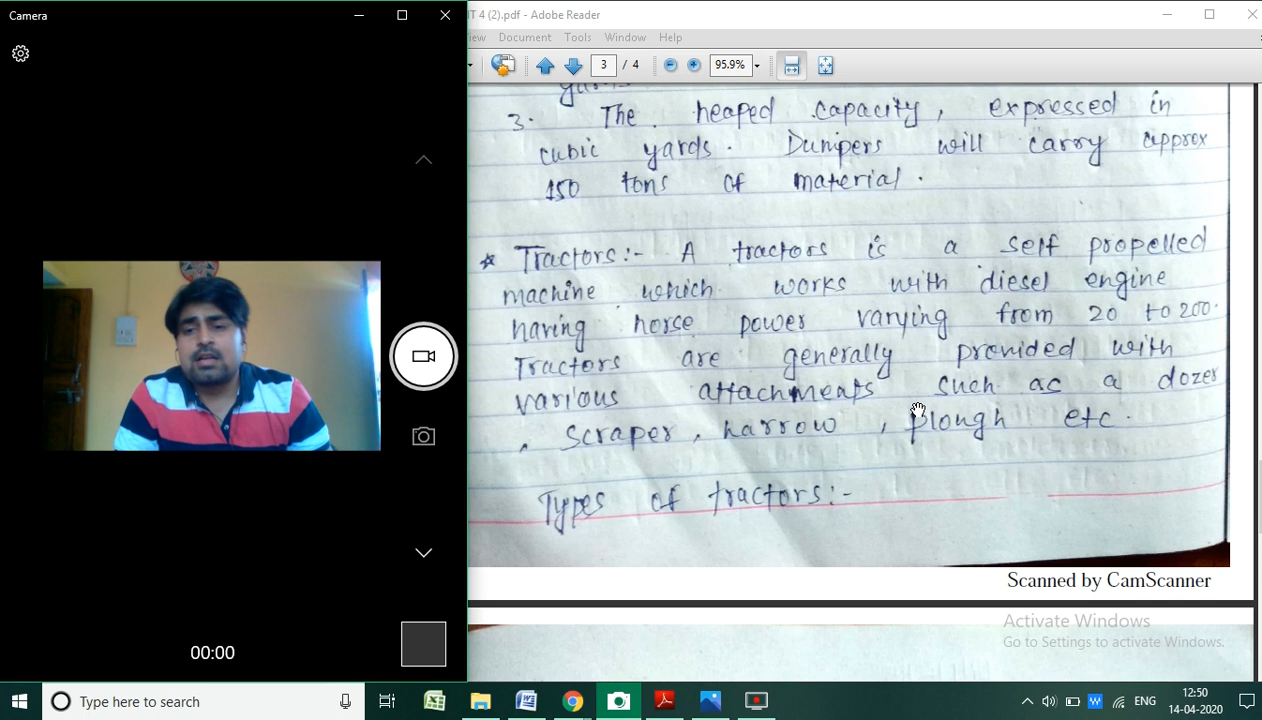 Camera
T 4 (2).pdf - Adobe Reader
iew Document Tools Window Help
3 / 4 95.9%
3. The heaped capacity, expressed in
cubic yards. Dumpers will carry approx
150 tons of material.
* Tractors:- A tractors is a self propelled
machine which works with diesel engine
having horse power varying from 20 to 200.
Tractors are generally provided with
various attachments such as a dozer
, Scraper, harrow, plough etc.
Types of tractors:-
Scanned by CamScanner
Activate Windows
Go to Settings to activate Windows.
00:00
Type here to search
ENG
12:50
14-04-2020